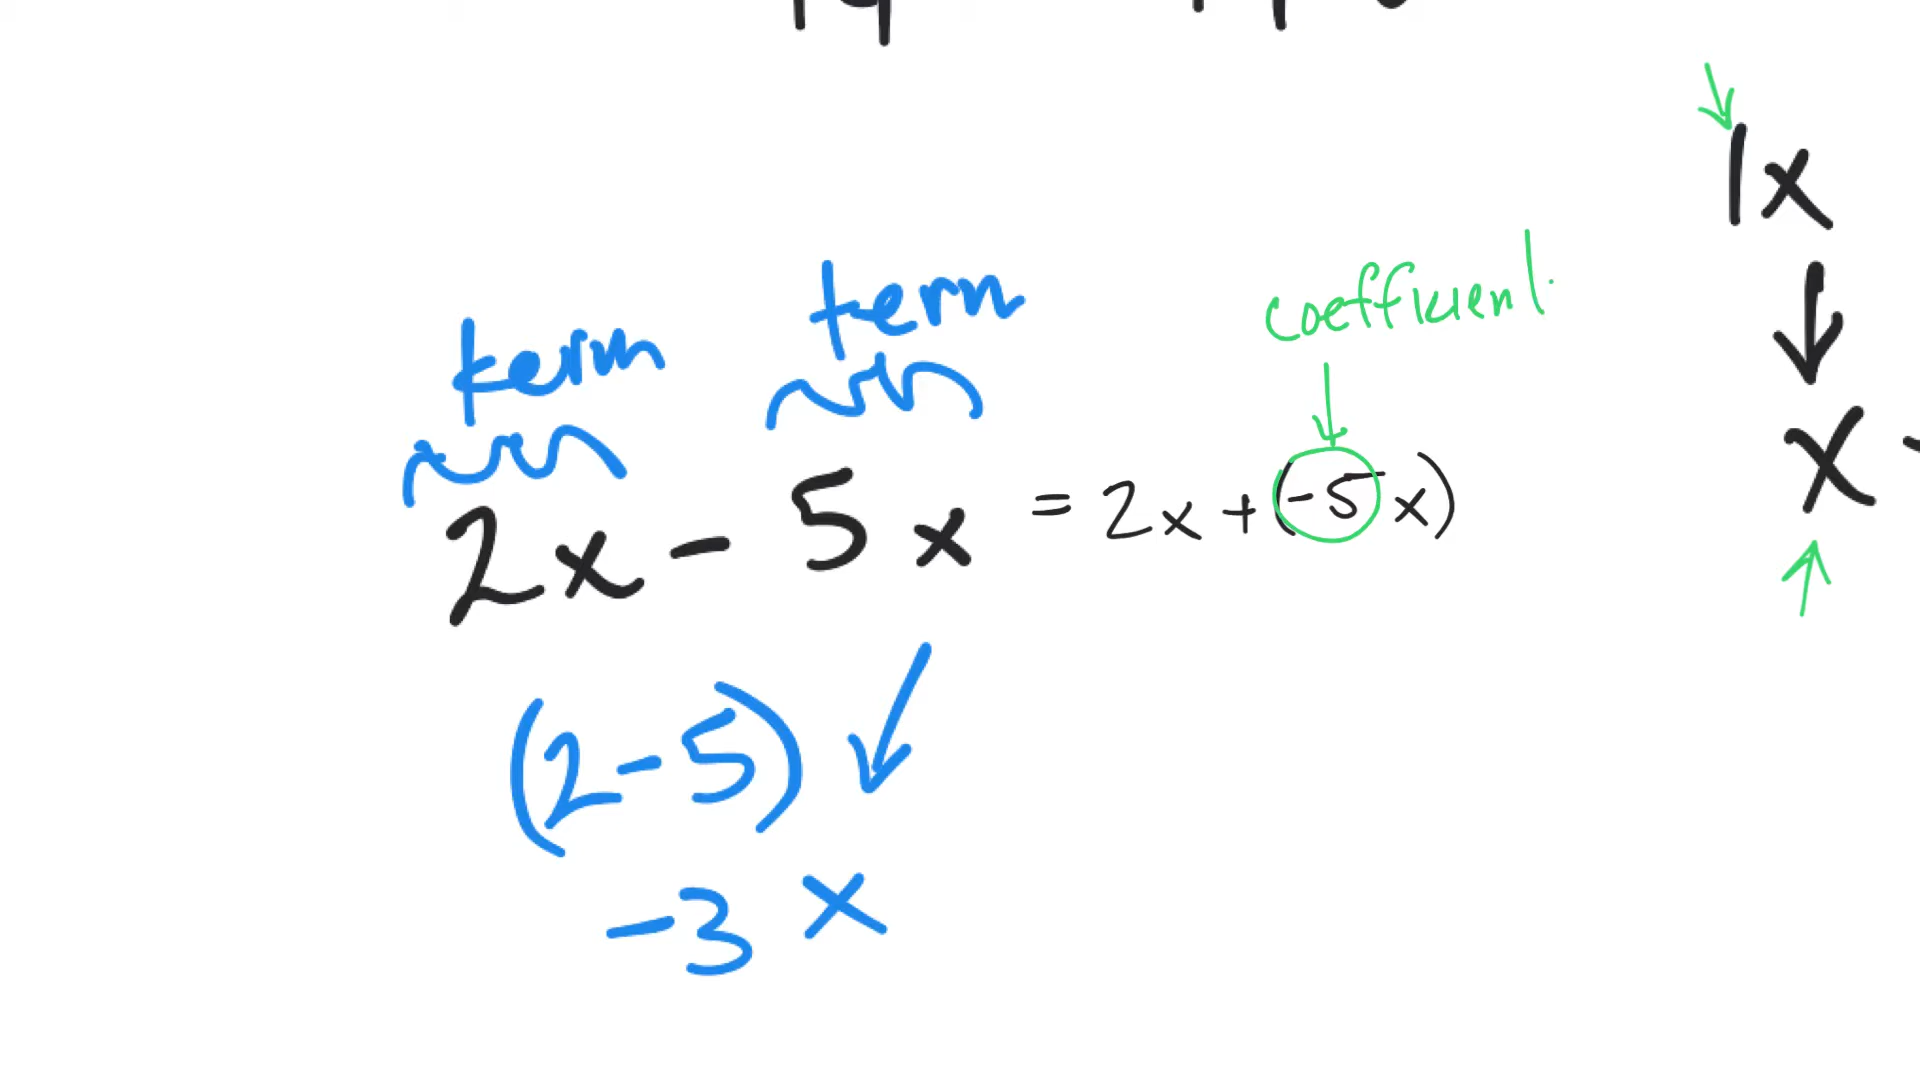 1x
term term coefficient
2x - 5x = 2x + (-5x)
x
(2-5)
-3x